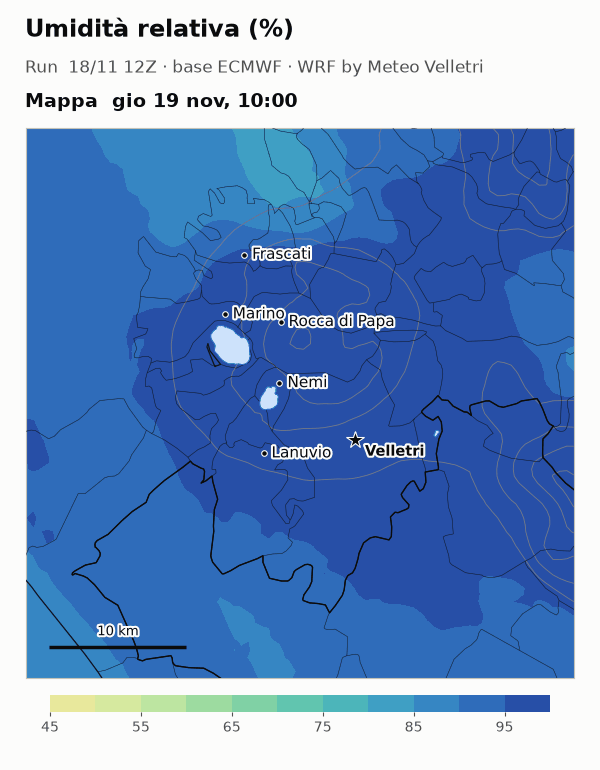 Umidità relativa (%)
Run  18/11 12Z · base ECMWF · WRF by Meteo Velletri
Mappa  gio 19 nov, 10:00
Frascati
Marino
Rocca di Papa
Nemi
Velletri
Lanuvio
10 km
45 55 65 75 85 95